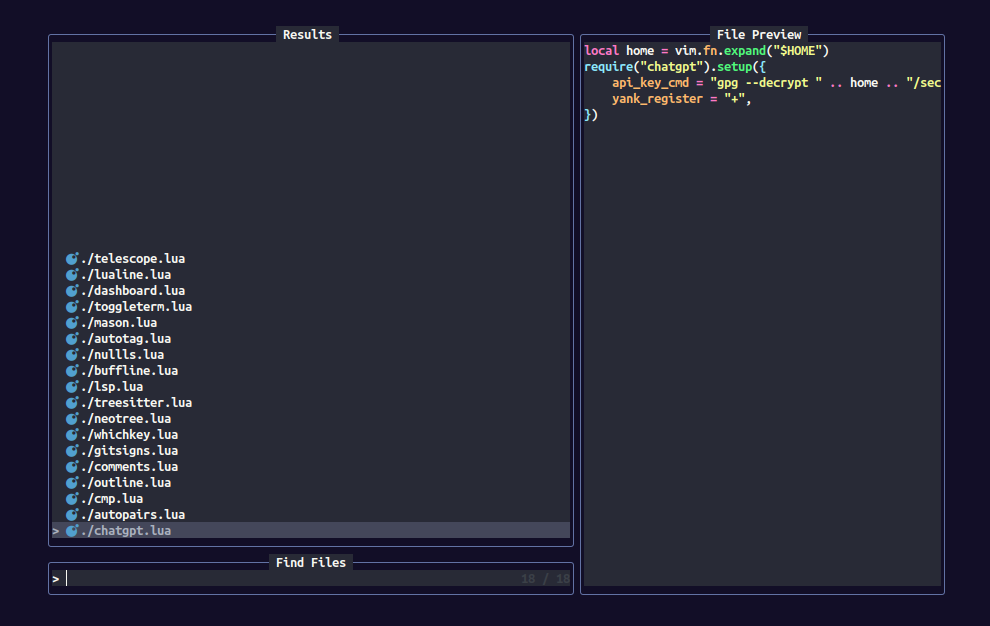 Results
./telescope.lua
./lualine.lua
./dashboard.lua
./toggleterm.lua
./mason.lua
./autotag.lua
./nullls.lua
./buffline.lua
./lsp.lua
./treesitter.lua
./neotree.lua
./whichkey.lua
./gitsigns.lua
./comments.lua
./outline.lua
./cmp.lua
./autopairs.lua
> ./chatgpt.lua
Find Files
> 18 / 18
File Preview
local home = vim.fn.expand("$HOME")
require("chatgpt").setup({
    api_key_cmd = "gpg --decrypt " .. home .. "/sec
    yank_register = "+",
})